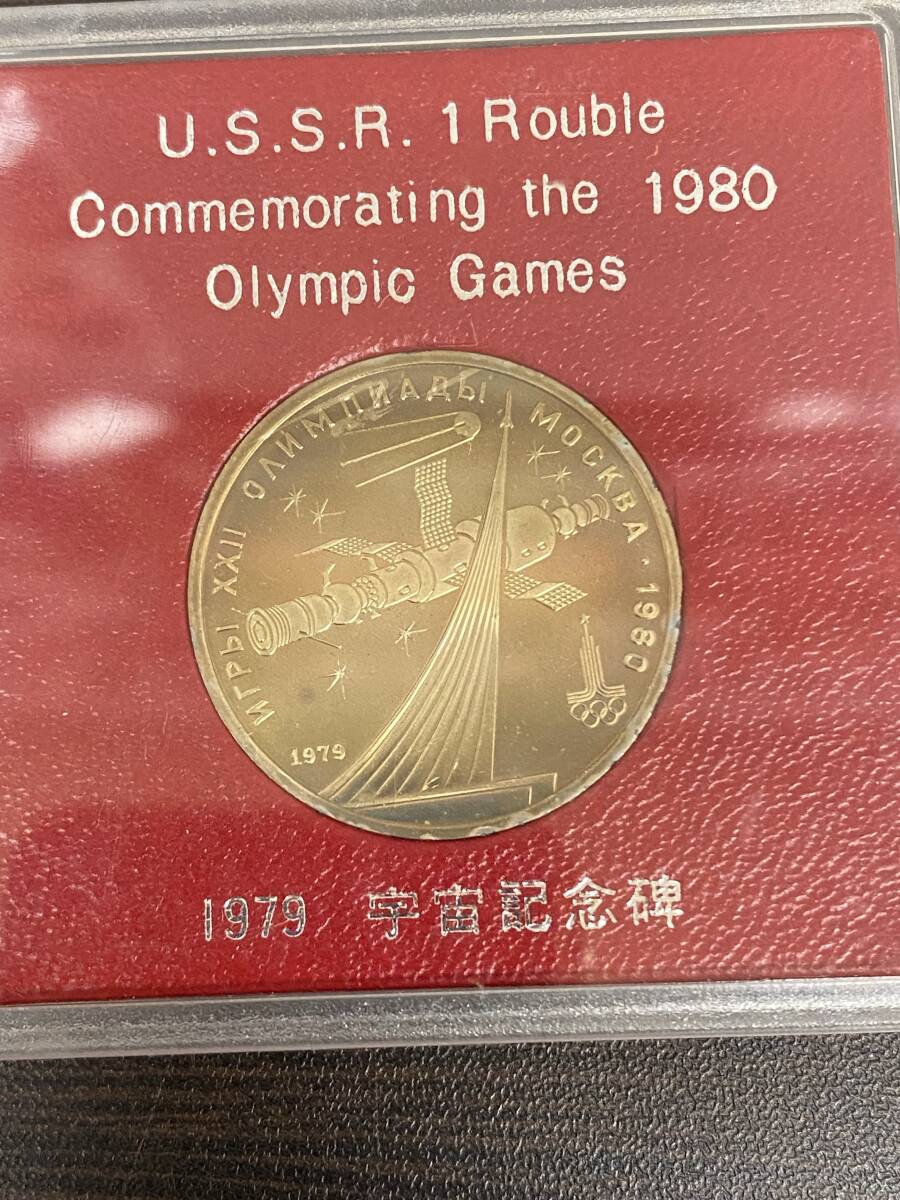 U.S.S.R. 1 Rouble
Commemorating the 1980
Olympic Games
ИГРЫ XXII ОЛИМПИАДЫ МОСКВА · 1980
1979
1979 宇宙記念碑